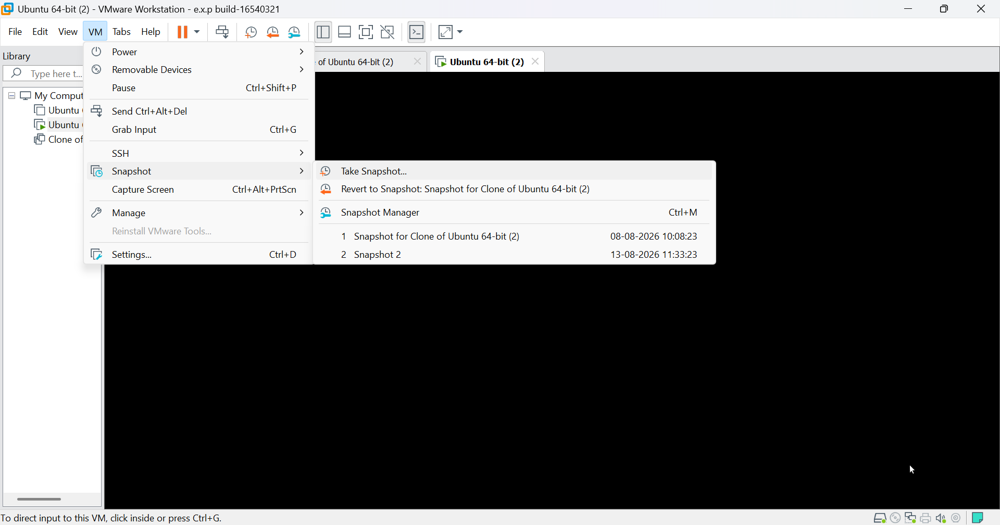 Ubuntu 64-bit (2) - VMware Workstation - e.x.p build-16540321
File Edit View VM Tabs Help
Library
Type here t...
My Comput
Ubuntu
Ubuntu
Clone of
of Ubuntu 64-bit (2)
Ubuntu 64-bit (2)
Power
Removable Devices
Pause Ctrl+Shift+P
Send Ctrl+Alt+Del
Grab Input Ctrl+G
SSH
Snapshot
Capture Screen Ctrl+Alt+PrtScn
Manage
Reinstall VMware Tools...
Settings... Ctrl+D
Take Snapshot...
Revert to Snapshot: Snapshot for Clone of Ubuntu 64-bit (2)
Snapshot Manager Ctrl+M
1 Snapshot for Clone of Ubuntu 64-bit (2) 08-08-2026 10:08:23
2 Snapshot 2 13-08-2026 11:33:23
To direct input to this VM, click inside or press Ctrl+G.